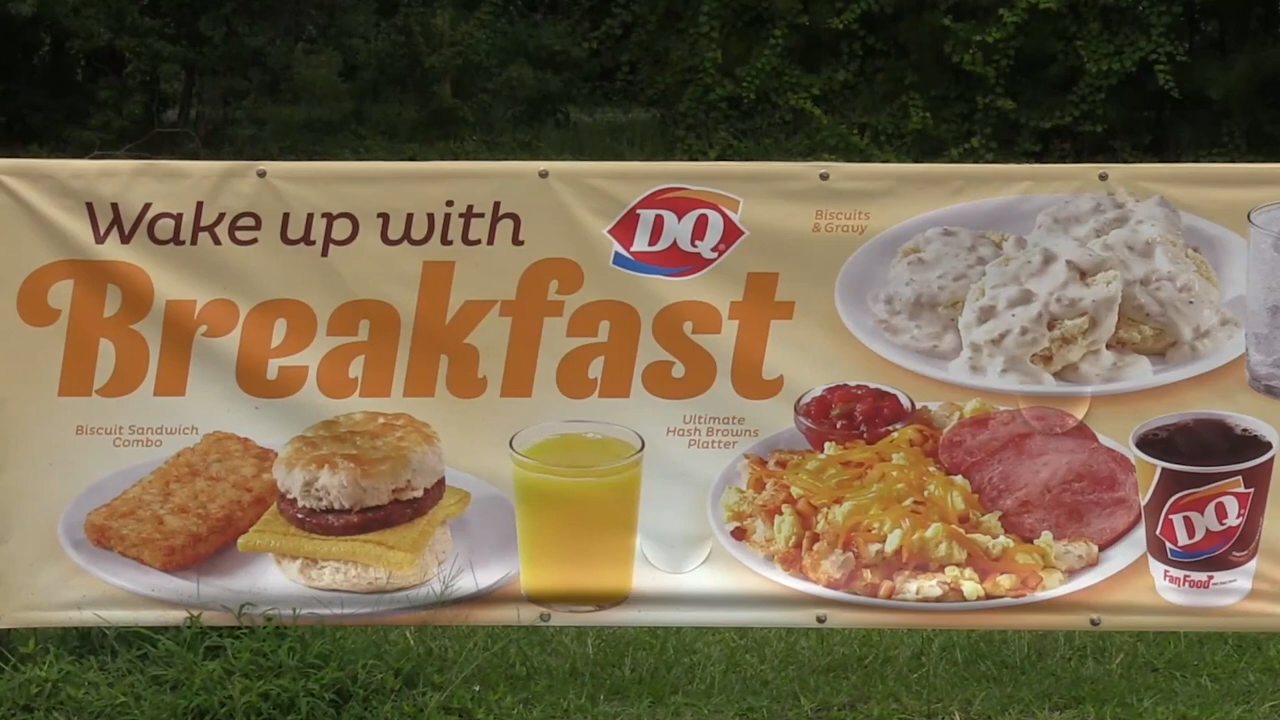 Wake up with
DQ
Breakfast
Biscuits
& Gravy
Biscuit Sandwich
Combo
Ultimate
Hash Browns
Platter
DQ
Fan Food